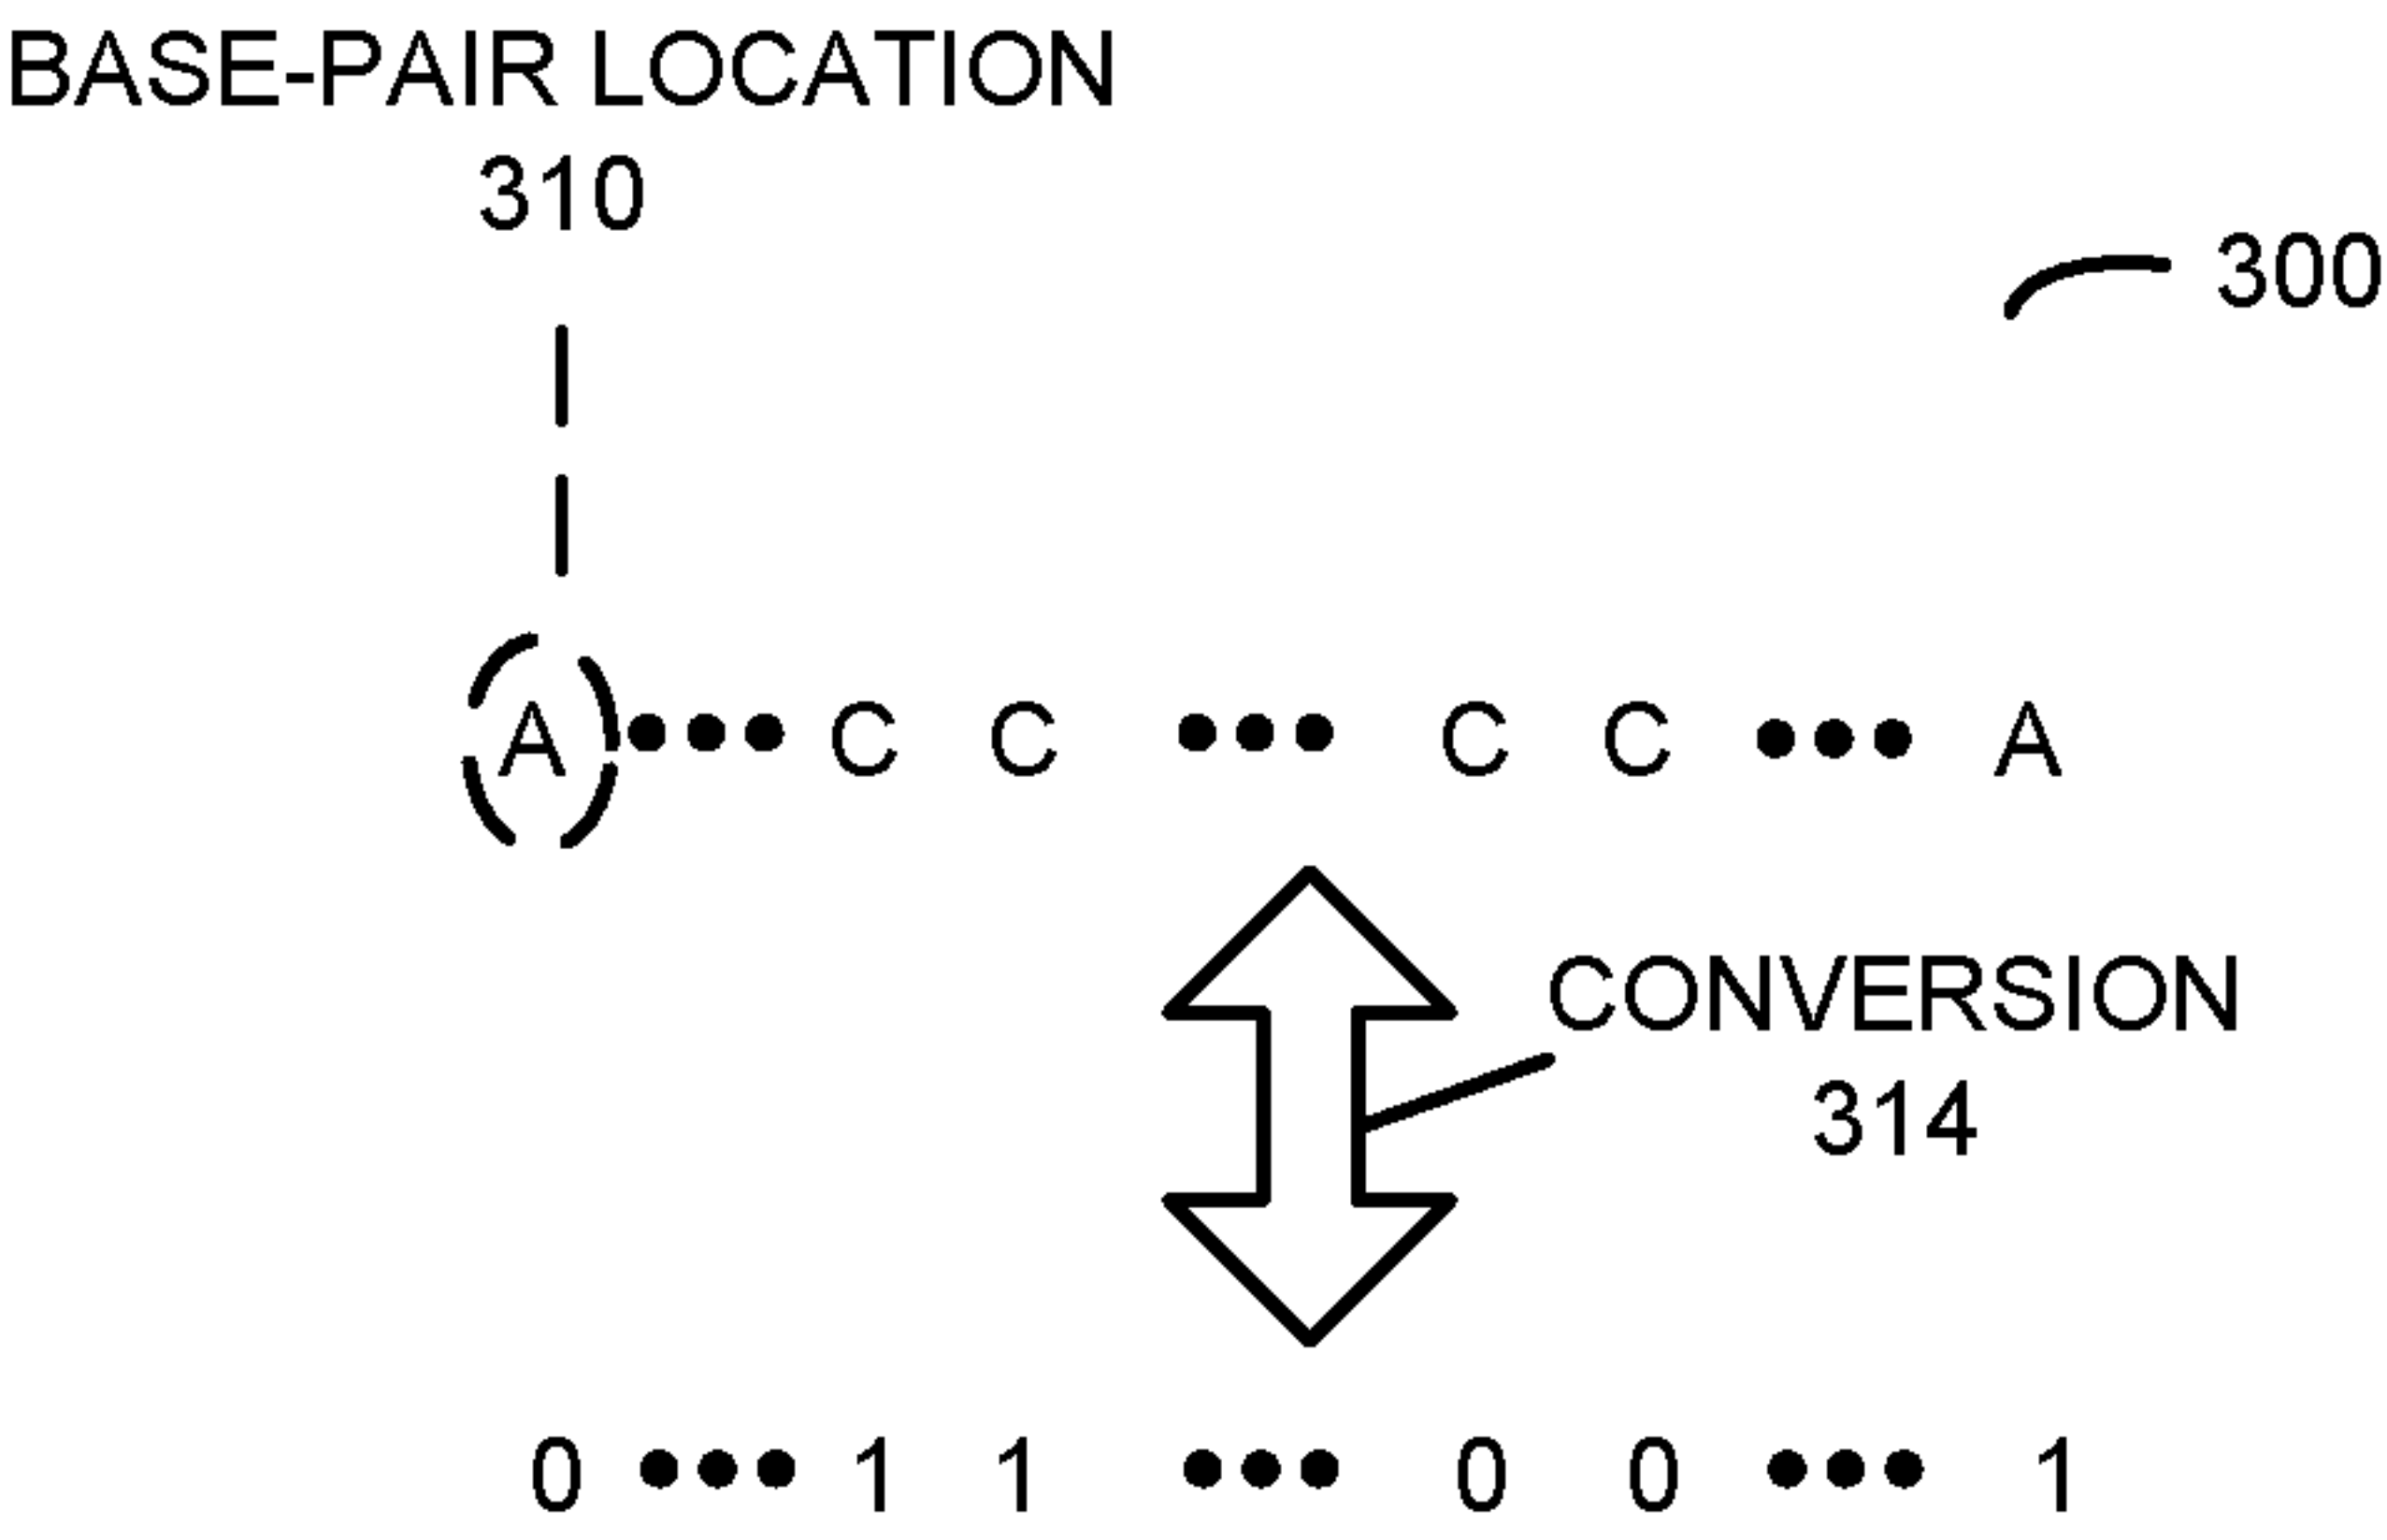 BASE-PAIR LOCATION
310
300
A ••• C C ••• C C ••• A
CONVERSION
314
0 ••• 1 1 ••• 0 0 ••• 1